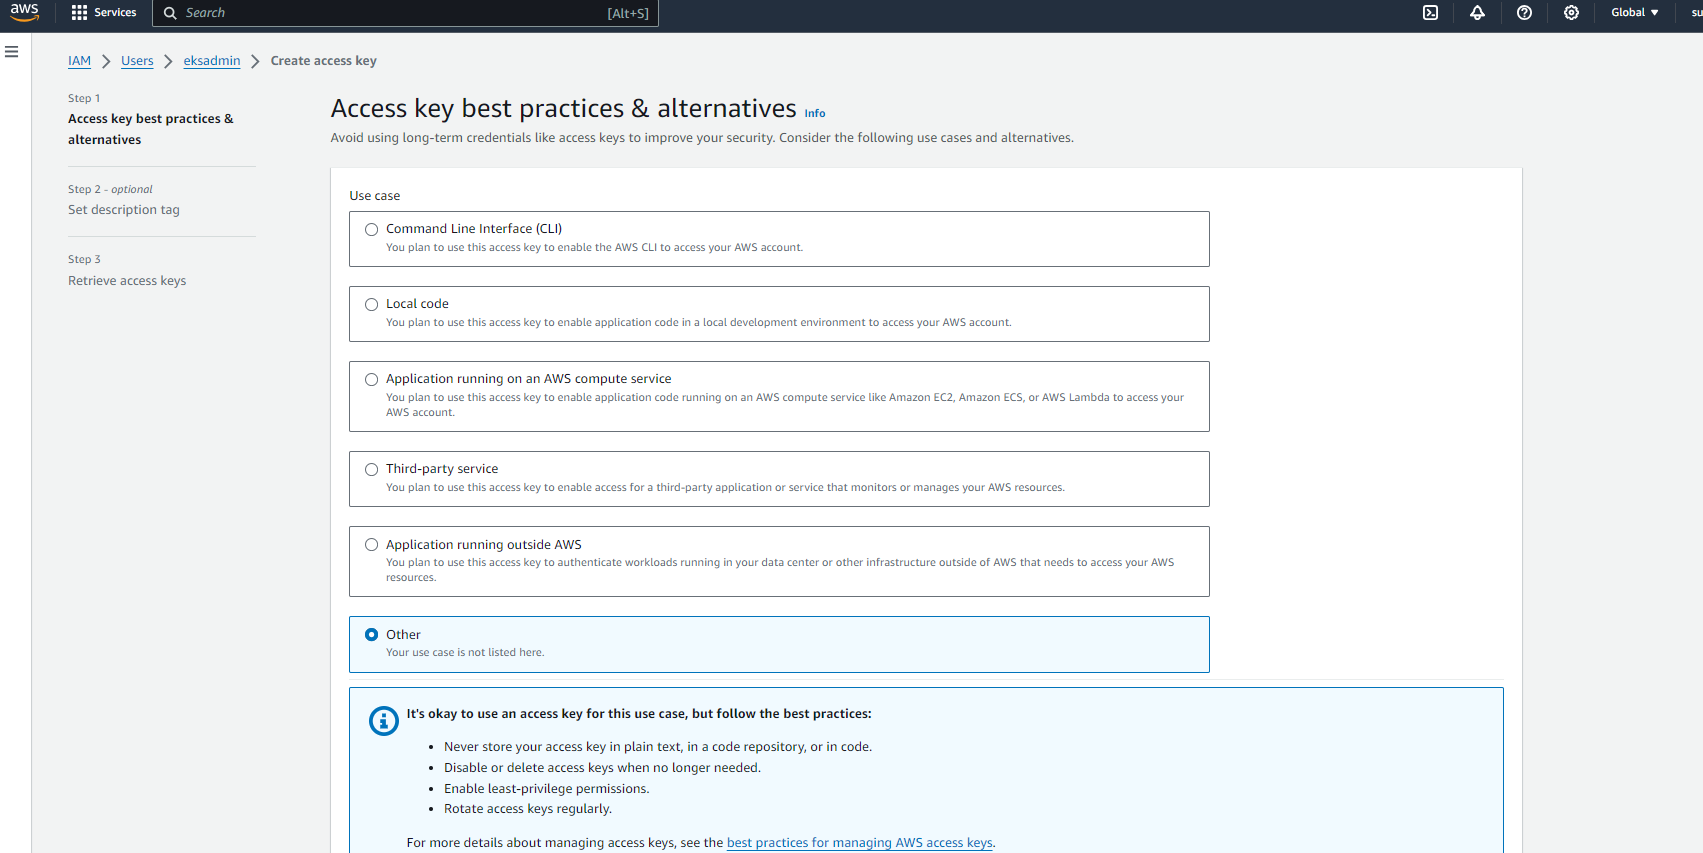 aws
Services
Search
[Alt+S]
Global
su
IAM
Users
eksadmin
Create access key
Step 1
Access key best practices &
alternatives
Step 2 - optional
Set description tag
Step 3
Retrieve access keys
Access key best practices & alternatives Info
Avoid using long-term credentials like access keys to improve your security. Consider the following use cases and alternatives.
Use case
Command Line Interface (CLI)
You plan to use this access key to enable the AWS CLI to access your AWS account.
Local code
You plan to use this access key to enable application code in a local development environment to access your AWS account.
Application running on an AWS compute service
You plan to use this access key to enable application code running on an AWS compute service like Amazon EC2, Amazon ECS, or AWS Lambda to access your
AWS account.
Third-party service
You plan to use this access key to enable access for a third-party application or service that monitors or manages your AWS resources.
Application running outside AWS
You plan to use this access key to authenticate workloads running in your data center or other infrastructure outside of AWS that needs to access your AWS
resources.
Other
Your use case is not listed here.
It's okay to use an access key for this use case, but follow the best practices:
• Never store your access key in plain text, in a code repository, or in code.
• Disable or delete access keys when no longer needed.
• Enable least-privilege permissions.
• Rotate access keys regularly.
For more details about managing access keys, see the best practices for managing AWS access keys.